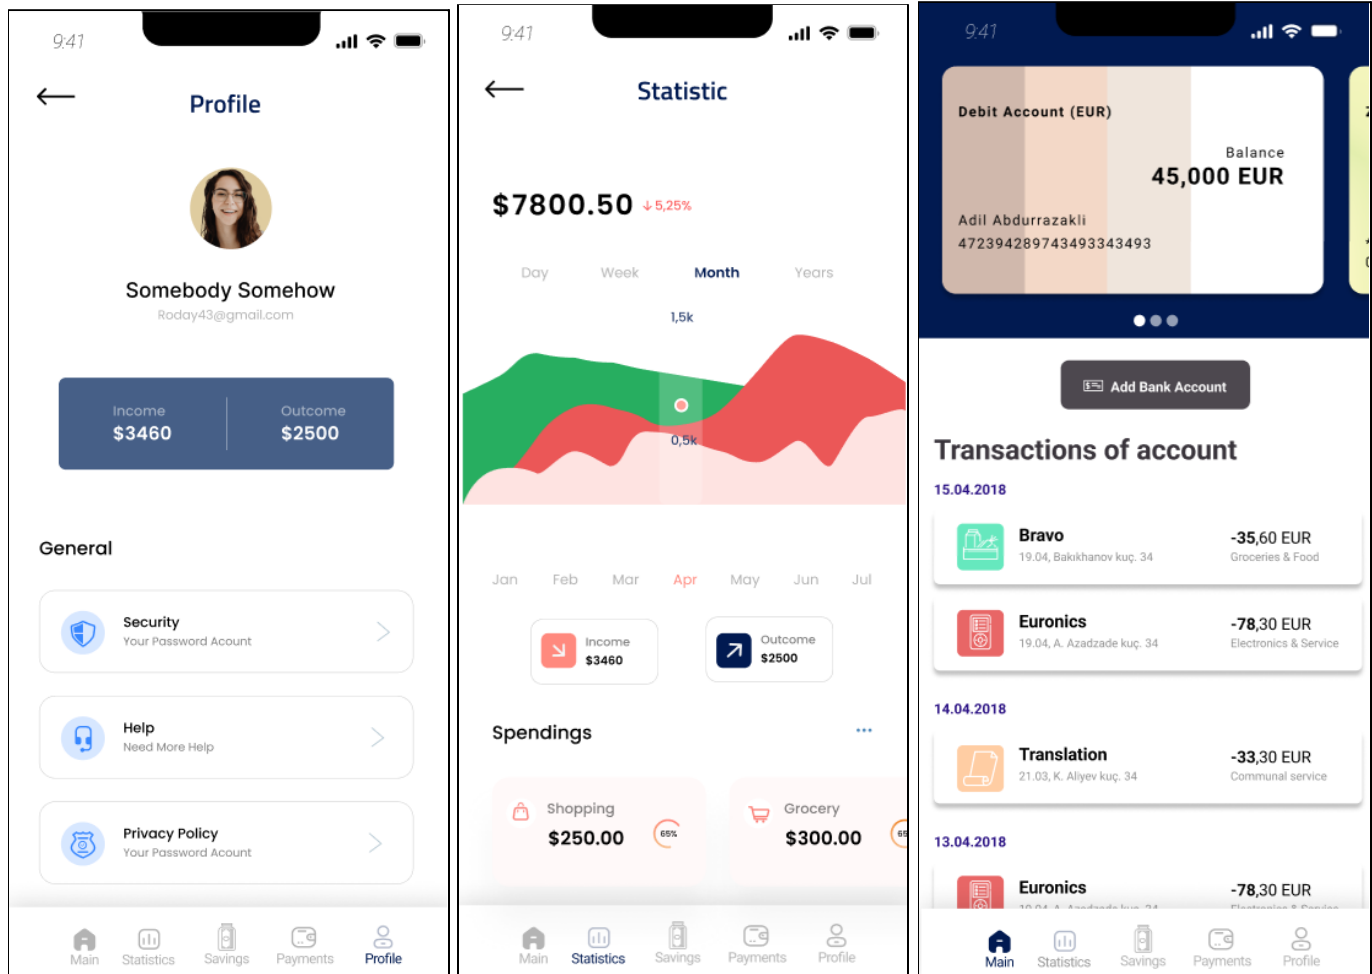 9:41
Profile
Somebody Somehow
Roday43@gmail.com
Income
$3460
Outcome
$2500
General
Security
Your Password Acount
Help
Need More Help
Privacy Policy
Your Password Acount
Main
Statistics
Savings
Payments
Profile
9:41
Statistic
$7800.50 ↓5,25%
Day Week Month Years
1,5k
0,5k
Jan Feb Mar Apr May Jun Jul
Income
$3460
Outcome
$2500
Spendings
Shopping
$250.00
65%
Grocery
$300.00
Main
Statistics
Savings
Payments
Profile
9:41
Debit Account (EUR)
Balance
45,000 EUR
Adil Abdurrazakli
472394289743493343493
Add Bank Account
Transactions of account
15.04.2018
Bravo
19.04, Bakıkhanov kuç. 34
-35,60 EUR
Groceries & Food
Euronics
19.04, A. Azadzade kuç. 34
-78,30 EUR
Electronics & Service
14.04.2018
Translation
21.03, K. Aliyev kuç. 34
-33,30 EUR
Communal service
13.04.2018
Euronics
-78,30 EUR
Main
Statistics
Savings
Payments
Profile